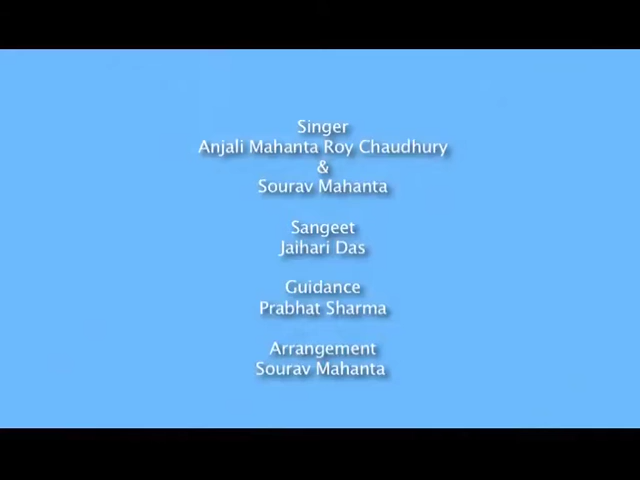 Singer
Anjali Mahanta Roy Chaudhury
&
Sourav Mahanta
Sangeet
Jaihari Das
Guidance
Prabhat Sharma
Arrangement
Sourav Mahanta